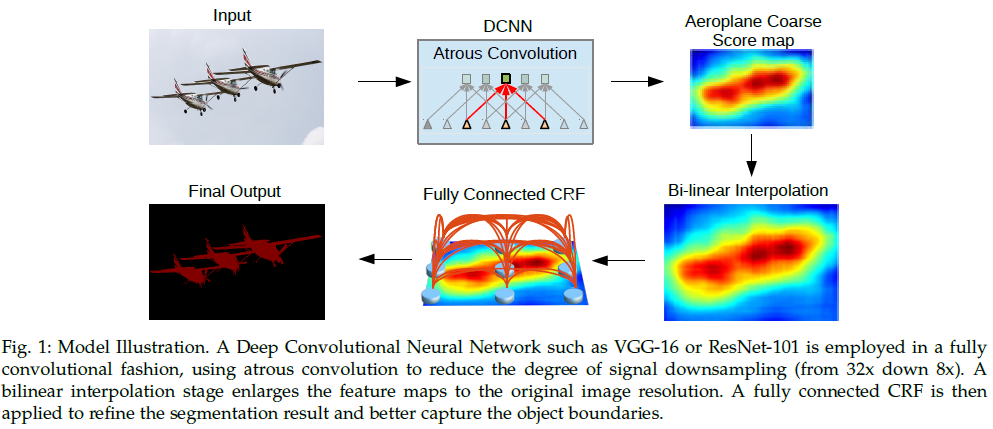 Input
DCNN
Atrous Convolution
Aeroplane Coarse
Score map
Bi-linear Interpolation
Fully Connected CRF
Final Output
Fig. 1: Model Illustration. A Deep Convolutional Neural Network such as VGG-16 or ResNet-101 is employed in a fully
convolutional fashion, using atrous convolution to reduce the degree of signal downsampling (from 32x down 8x). A
bilinear interpolation stage enlarges the feature maps to the original image resolution. A fully connected CRF is then
applied to refine the segmentation result and better capture the object boundaries.